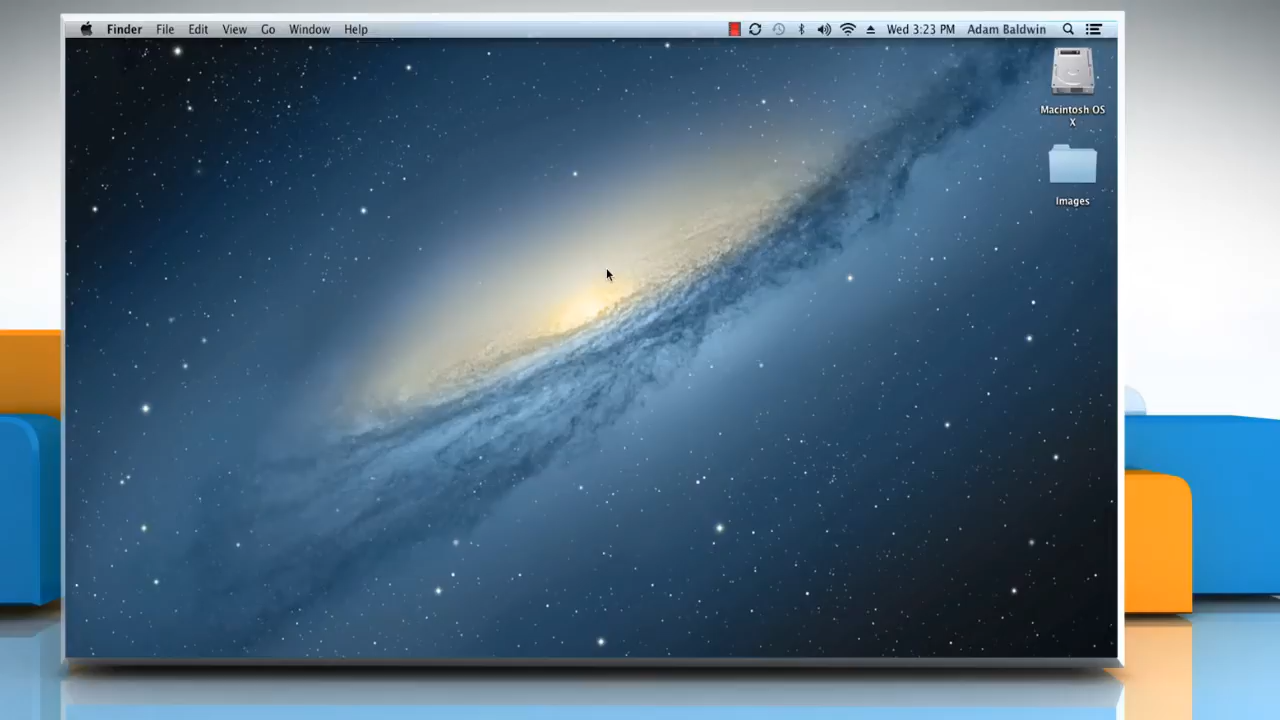 Finder File Edit View Go Window Help Wed 3:23 PM Adam Baldwin
Macintosh OS
X
Images